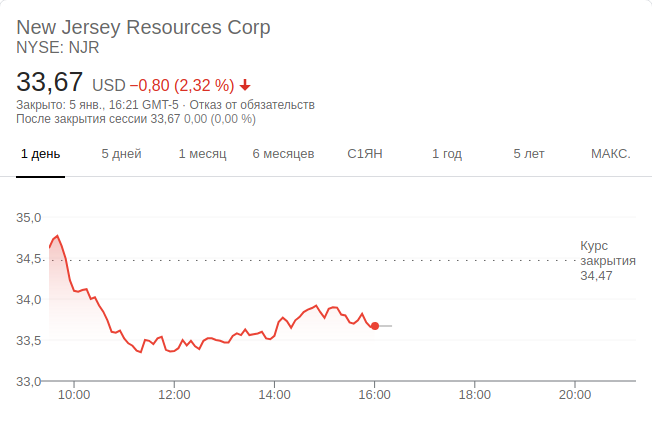 New Jersey Resources Corp
NYSE: NJR
33,67 USD −0,80 (2,32 %)
Закрыто: 5 янв., 16:21 GMT-5 · Отказ от обязательств
После закрытия сессии 33,67 0,00 (0,00 %)
1 день 5 дней 1 месяц 6 месяцев С1ЯН 1 год 5 лет МАКС.
35,0
Курс
34,5 закрытия
34,47
34,0
33,5
33,0
10:00 12:00 14:00 16:00 18:00 20:00